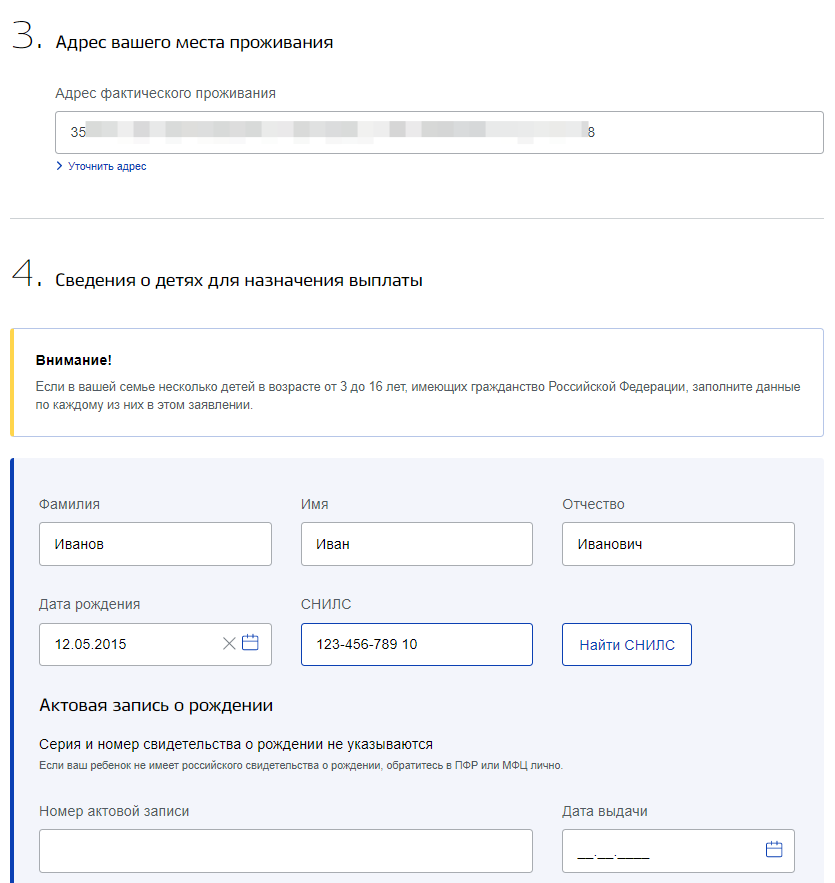 3. Адрес вашего места проживания
Адрес фактического проживания
35 8
Уточнить адрес
4. Сведения о детях для назначения выплаты
Внимание!
Если в вашей семье несколько детей в возрасте от 3 до 16 лет, имеющих гражданство Российской Федерации, заполните данные
по каждому из них в этом заявлении.
Фамилия Имя Отчество
Иванов Иван Иванович
Дата рождения СНИЛС
12.05.2015 123-456-789 10 Найти СНИЛС
Актовая запись о рождении
Серия и номер свидетельства о рождении не указываются
Если ваш ребенок не имеет российского свидетельства о рождении, обратитесь в ПФР или МФЦ лично.
Номер актовой записи Дата выдачи
__.__.____